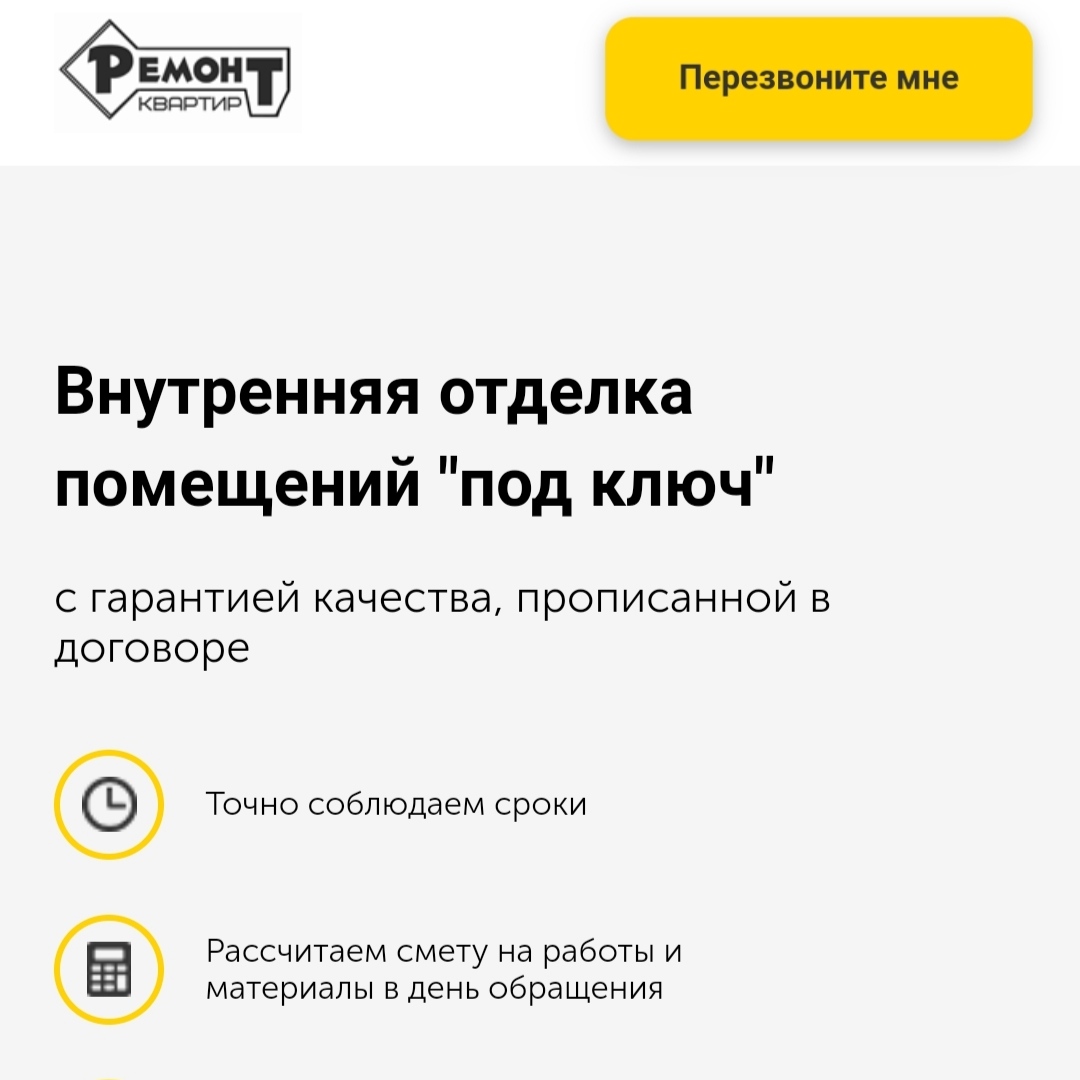 РЕМОНТ
КВАРТИР
Перезвоните мне
Внутренняя отделка
помещений "под ключ"
с гарантией качества, прописанной в
договоре
Точно соблюдаем сроки
Рассчитаем смету на работы и
материалы в день обращения